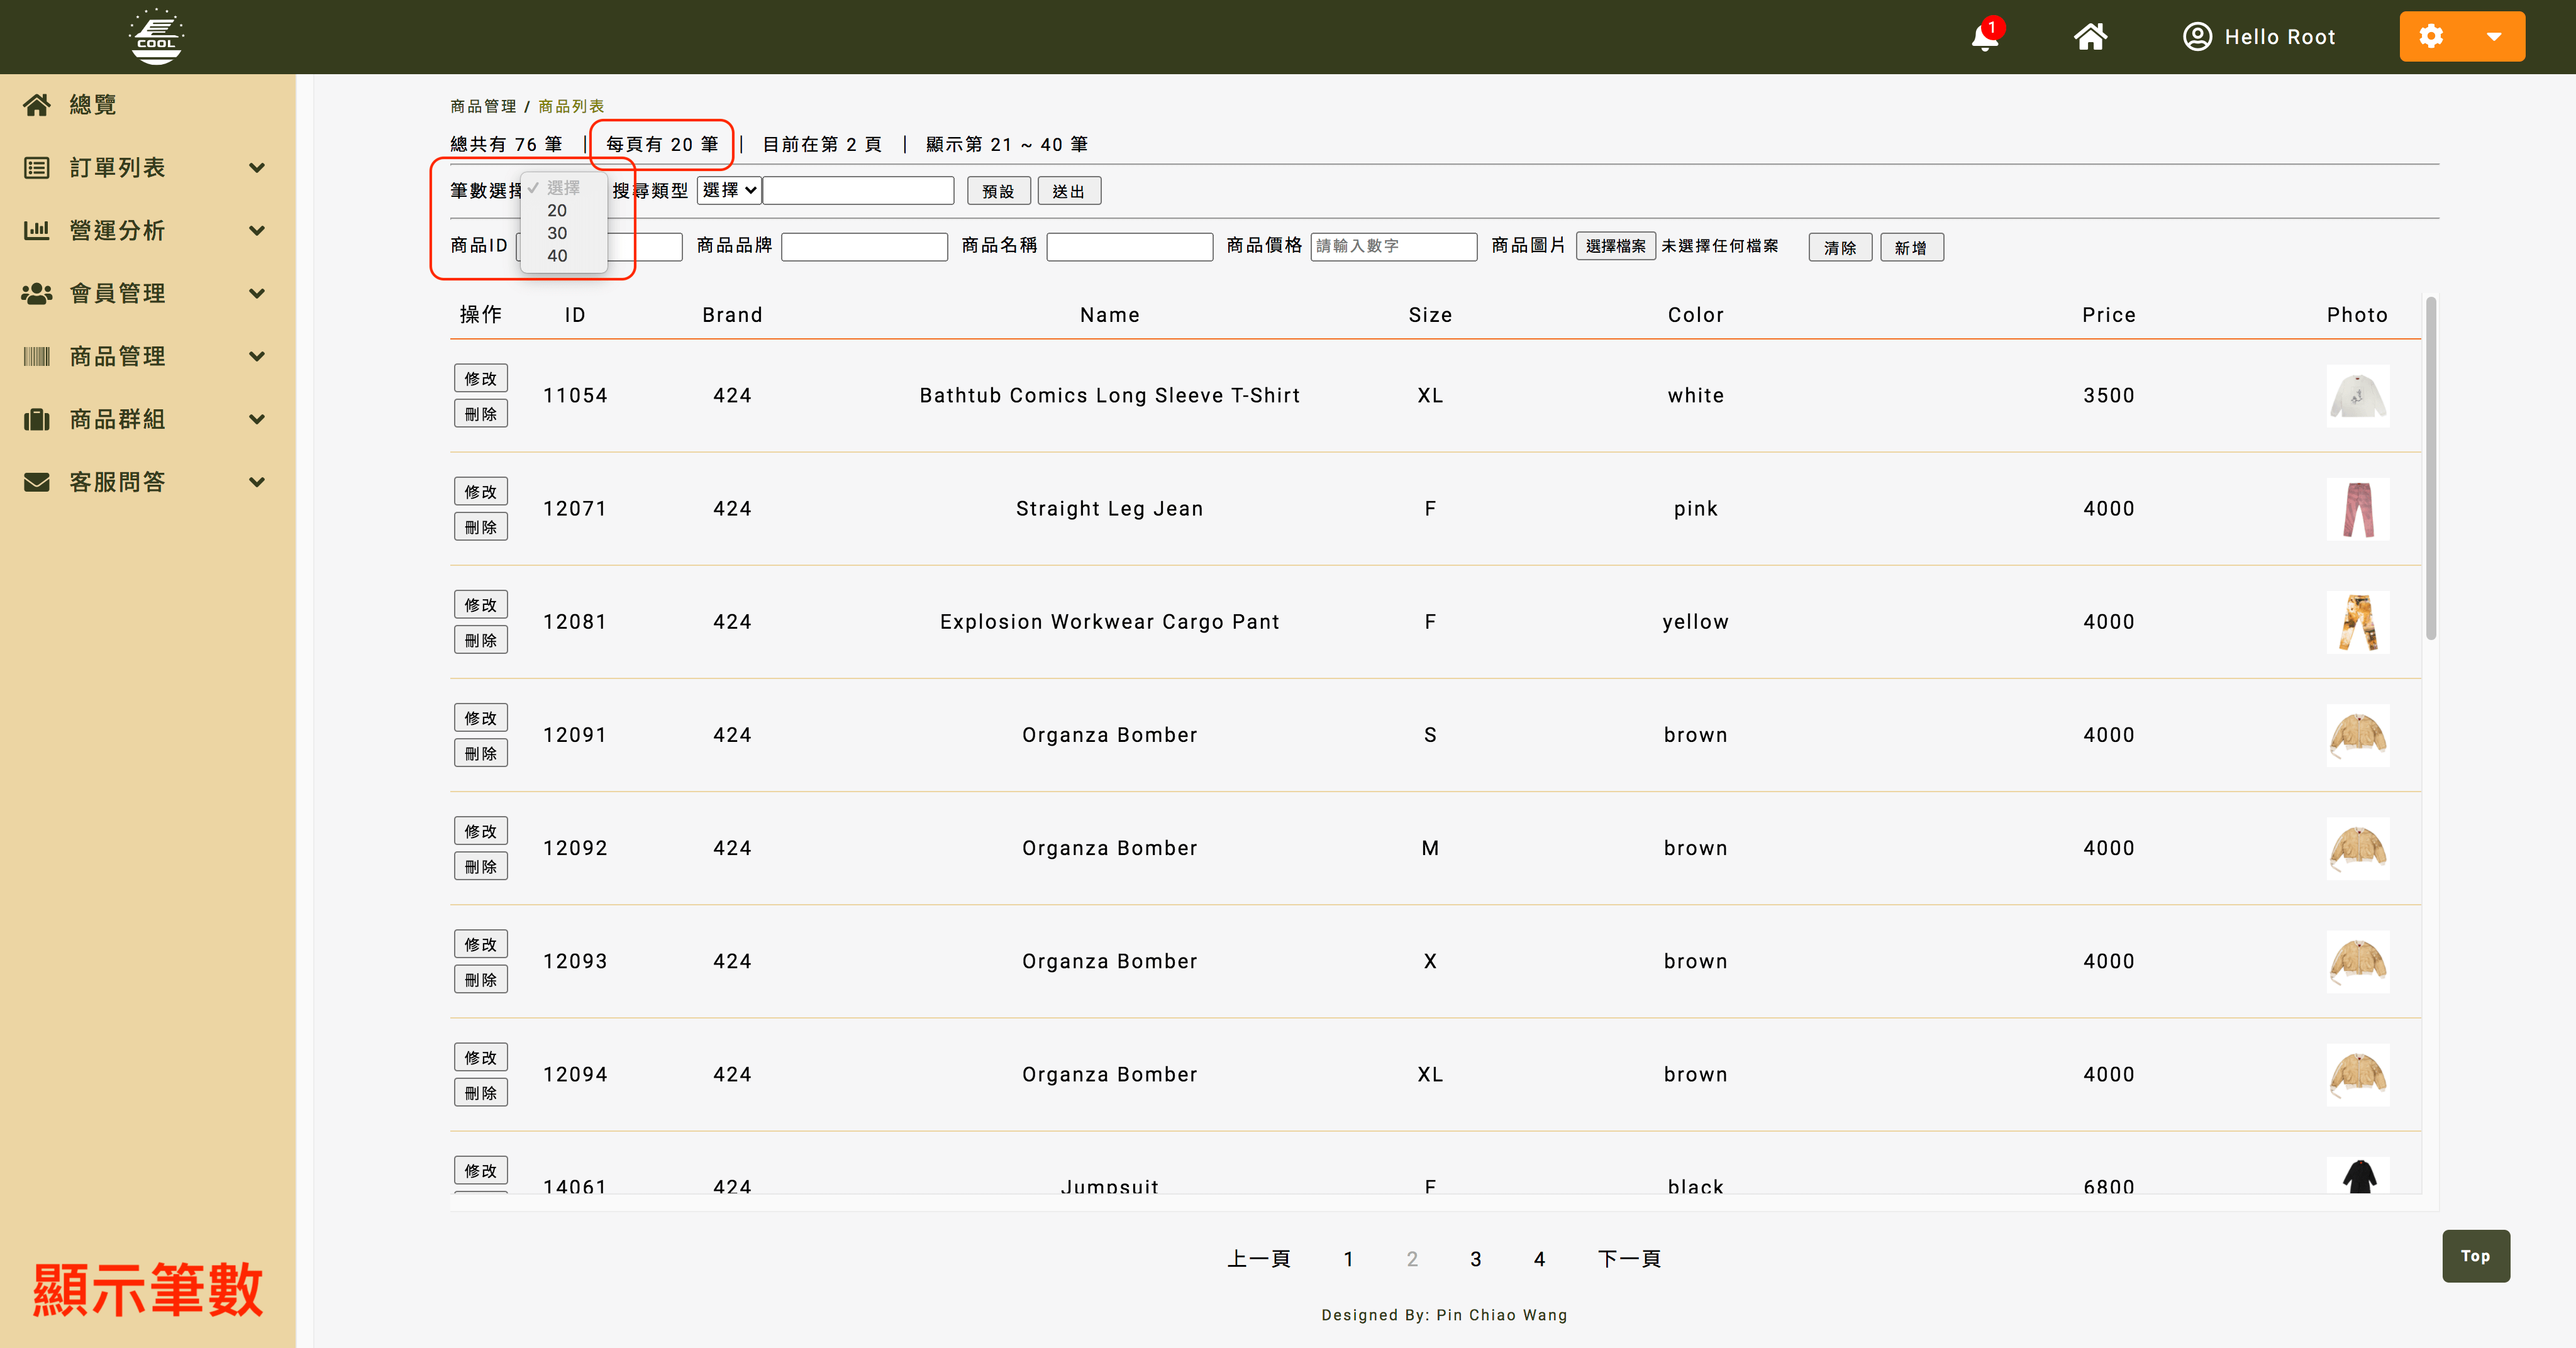 COOL
1
Hello Root
總覽
訂單列表
營運分析
會員管理
商品管理
商品群組
客服問答
顯示筆數
商品管理 / 商品列表
總共有 76 筆 | 每頁有 20 筆 | 目前在第 2 頁 | 顯示第 21 ~ 40 筆
筆數選擇 ✓ 選擇 搜尋類型 選擇 預設 送出
20
30
40
商品ID 商品品牌 商品名稱 商品價格 請輸入數字 商品圖片 選擇檔案 未選擇任何檔案 清除 新增
操作 ID Brand Name Size Color Price Photo
修改 刪除 11054 424 Bathtub Comics Long Sleeve T-Shirt XL white 3500
修改 刪除 12071 424 Straight Leg Jean F pink 4000
修改 刪除 12081 424 Explosion Workwear Cargo Pant F yellow 4000
修改 刪除 12091 424 Organza Bomber S brown 4000
修改 刪除 12092 424 Organza Bomber M brown 4000
修改 刪除 12093 424 Organza Bomber X brown 4000
修改 刪除 12094 424 Organza Bomber XL brown 4000
修改 14061 424 Jumpsuit F black 6800
上一頁 1 2 3 4 下一頁
Top
Designed By: Pin Chiao Wang